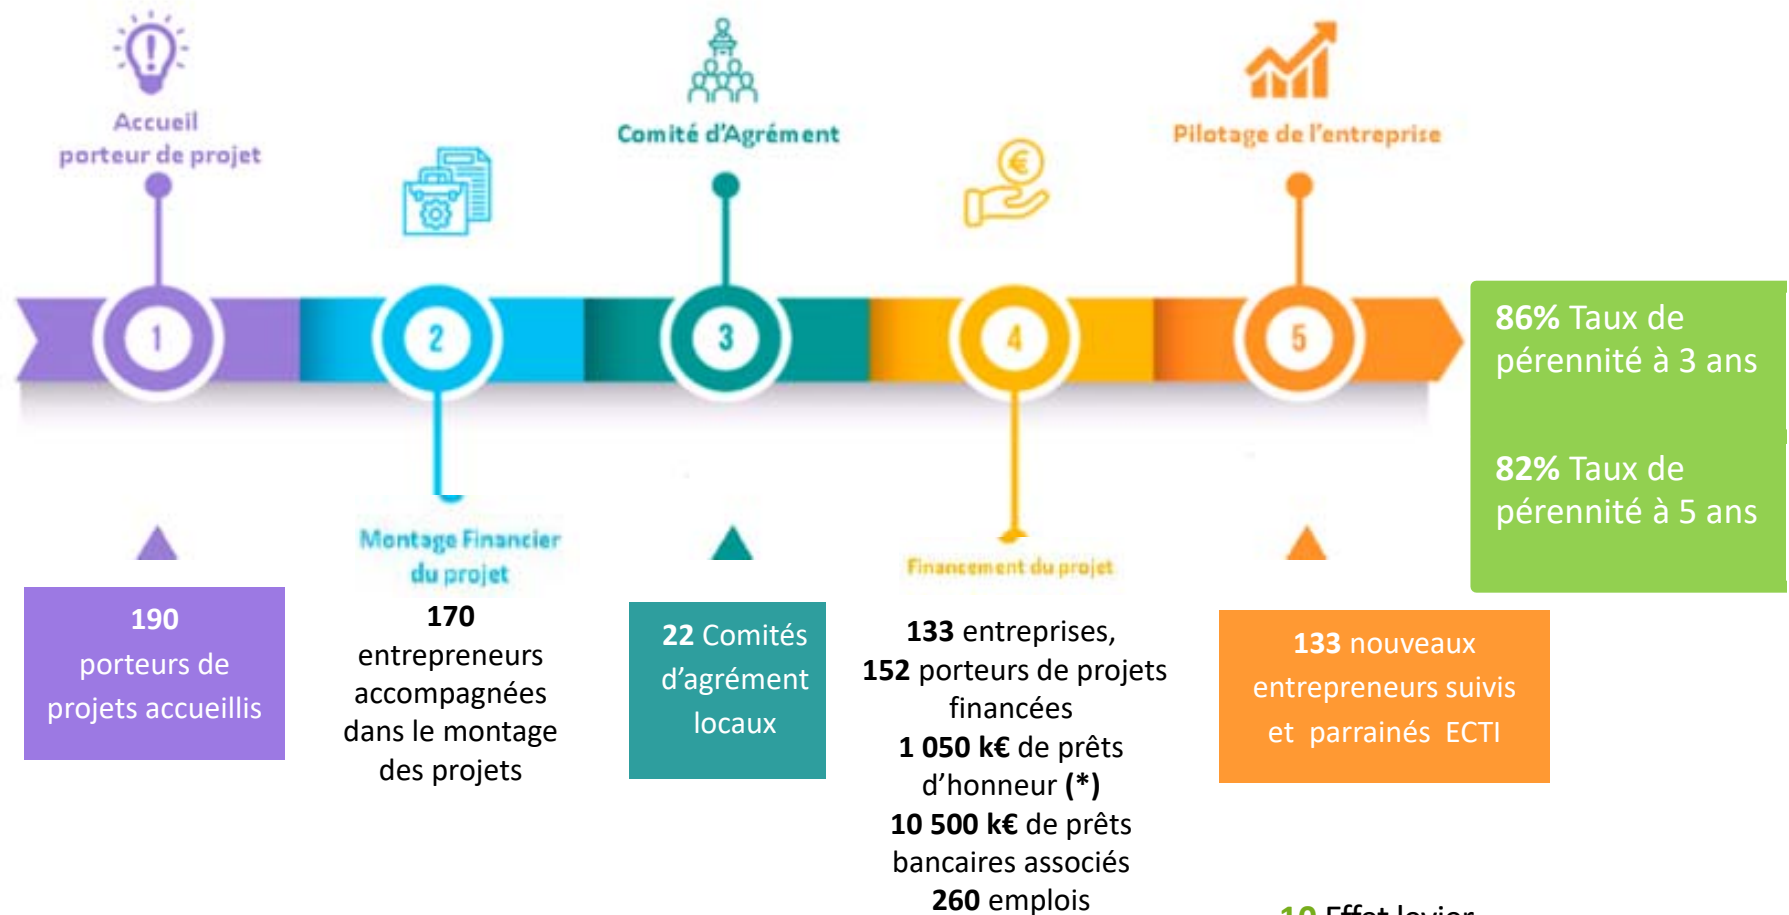 Accueil
porteur de projet
Comité d'Agrément
Pilotage de l'entreprise
1
2
3
4
5
86% Taux de
pérennité à 3 ans
82% Taux de
pérennité à 5 ans
Montage Financier
du projet
Financement du projet
190
porteurs de
projets accueillis
170
entrepreneurs
accompagnées
dans le montage
des projets
22 Comités
d'agrément
locaux
133 entreprises,
152 porteurs de projets
financées
1 050 k€ de prêts
d'honneur (*)
10 500 k€ de prêts
bancaires associés
260 emplois
133 nouveaux
entrepreneurs suivis
et parrainés ECTI
10 Effet levier